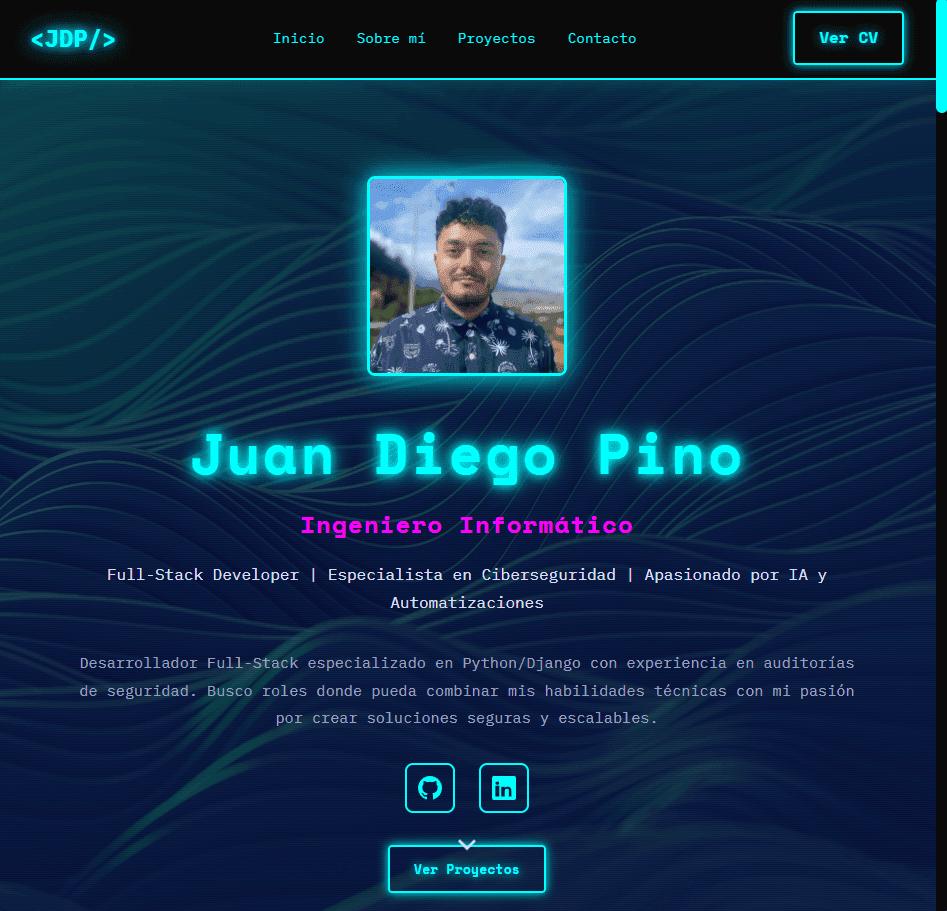 <JDP/>
Inicio
Sobre mí
Proyectos
Contacto
Ver CV
Juan Diego Pino
Ingeniero Informático
Full-Stack Developer | Especialista en Ciberseguridad | Apasionado por IA y
Automatizaciones
Desarrollador Full-Stack especializado en Python/Django con experiencia en auditorías
de seguridad. Busco roles donde pueda combinar mis habilidades técnicas con mi pasión
por crear soluciones seguras y escalables.
in
Ver Proyectos